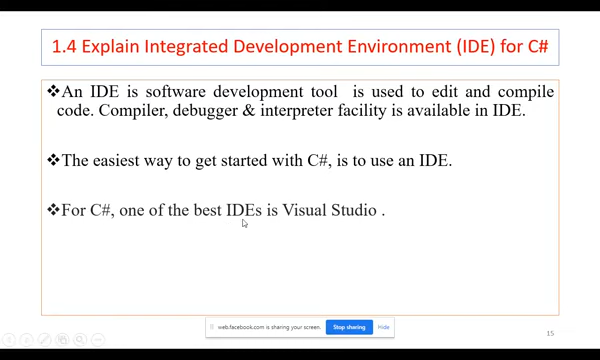 1.4 Explain Integrated Development Environment (IDE) for C#
❖An IDE is software development tool is used to edit and compile
code. Compiler, debugger & interpreter facility is available in IDE.
❖The easiest way to get started with C#, is to use an IDE.
❖For C#, one of the best IDEs is Visual Studio .
web.facebook.com is sharing your screen. Stop sharing Hide
15